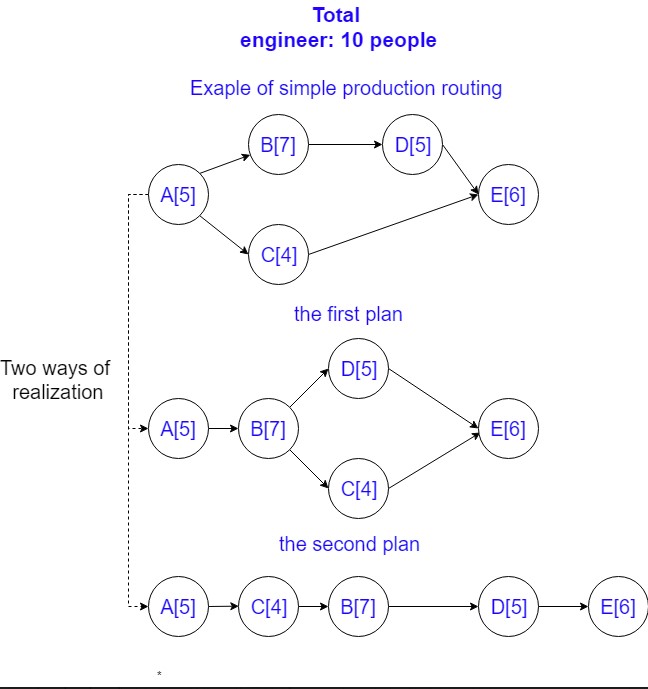 Total
engineer: 10 people
Exaple of simple production routing
B[7]
D[5]
A[5]
E[6]
C[4]
the first plan
D[5]
Two ways of
realization
A[5]
B[7]
E[6]
C[4]
the second plan
A[5]
C[4]
B[7]
D[5]
E[6]
*